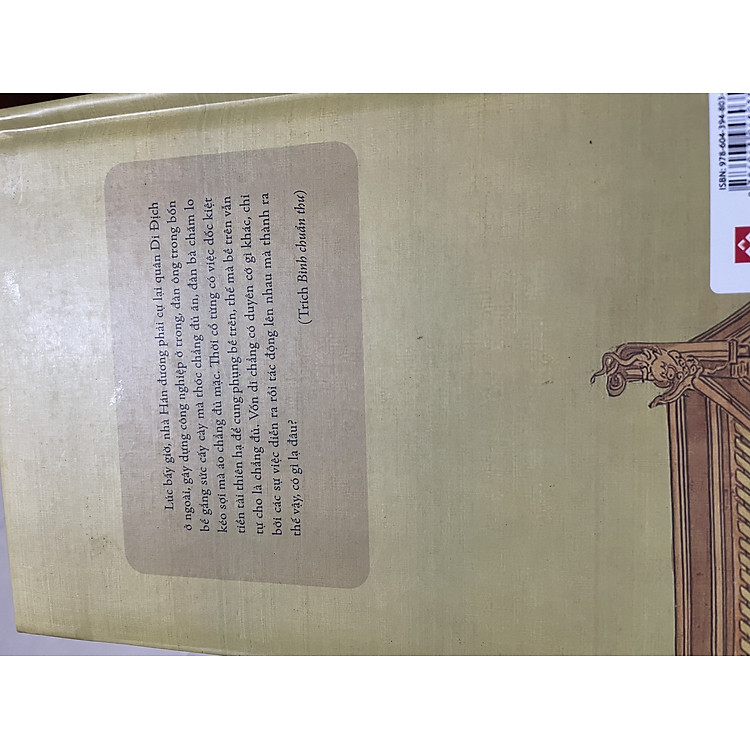 Lúc bấy giờ, nhà Hán đương phải cự lại quân Di Địch
ở ngoài, gây dựng công nghiệp ở trong, đàn ông trong bốn
bể gắng sức cấy cày mà thóc chẳng đủ ăn, đàn bà chăm lo
kéo sợi mà áo chẳng đủ mặc. Thời cổ từng có việc dốc kiệt
tiền tài thiên hạ để cung phụng bề trên, thế mà bề trên vẫn
tự cho là chẳng đủ. Vốn dĩ chẳng có duyên cớ gì khác, chỉ
bởi các sự việc diễn ra rồi tác động lên nhau mà thành ra
thế vậy, có gì lạ đâu?
(Trích Bình chuẩn thư)
ISBN: 978-604-394-803-